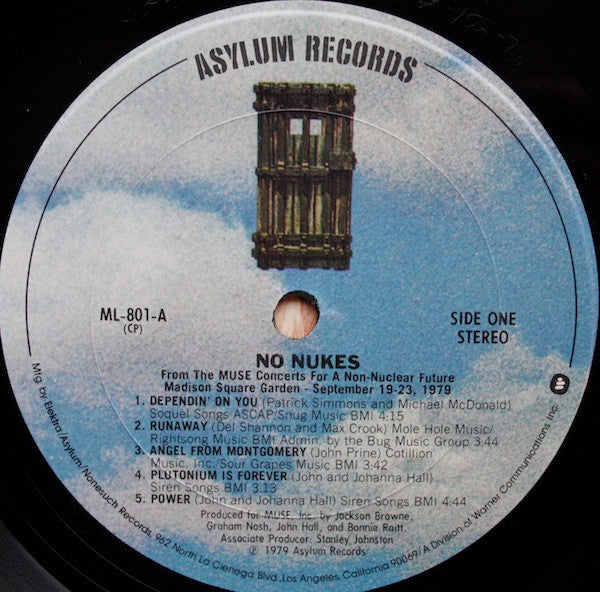 ASYLUM RECORDS
ML-801-A
(CP)
SIDE ONE
STEREO
NO NUKES
From The MUSE Concerts For A Non-Nuclear Future
Madison Square Garden - September 19-23, 1979
1. DEPENDIN' ON YOU (Patrick Simmons and Michael McDonald)
Soquel Songs ASCAP/Snug Music BMI 4:15
2. RUNAWAY (Del Shannon and Max Crook) Mole Hole Music/
Rightsong Music BMI Admin. by the Bug Music Group 3:44
3. ANGEL FROM MONTGOMERY (John Prine) Cotillion
Music, Inc./Sour Grapes Music BMI 3:42
4. PLUTONIUM IS FOREVER (John and Johanna Hall)
Siren Songs BMI 3:13
5. POWER (John and Johanna Hall) Siren Songs BMI 4:44
Produced for MUSE, Inc. by Jackson Browne,
Graham Nash, John Hall, and Bonnie Raitt.
Associate Producer: Stanley Johnston
℗ 1979 Asylum Records
Mfg. by Elektra/Asylum/Nonesuch Records, 962 North La Cienega Blvd., Los Angeles, California 90069/A Division of Warner Communications Inc.